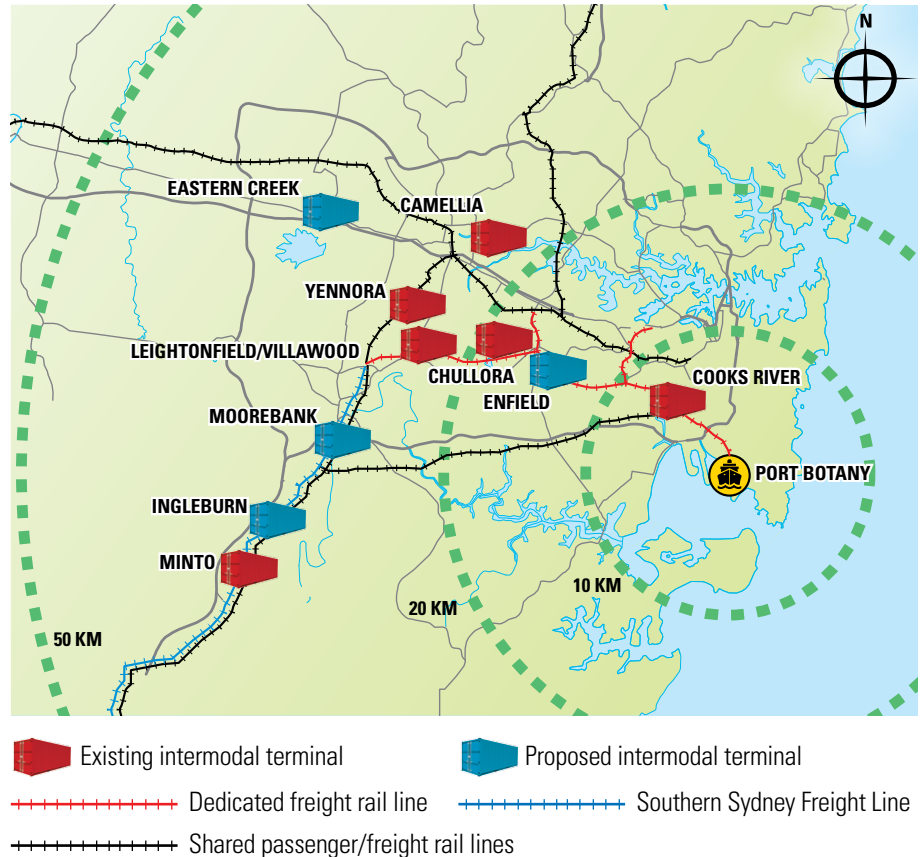 N
EASTERN CREEK
CAMELLIA
YENNORA
LEIGHTONFIELD/VILLAWOOD
CHULLORA
ENFIELD
COOKS RIVER
MOOREBANK
PORT BOTANY
INGLEBURN
MINTO
10 KM
20 KM
50 KM
Existing intermodal terminal
Proposed intermodal terminal
Dedicated freight rail line
Southern Sydney Freight Line
Shared passenger/freight rail lines